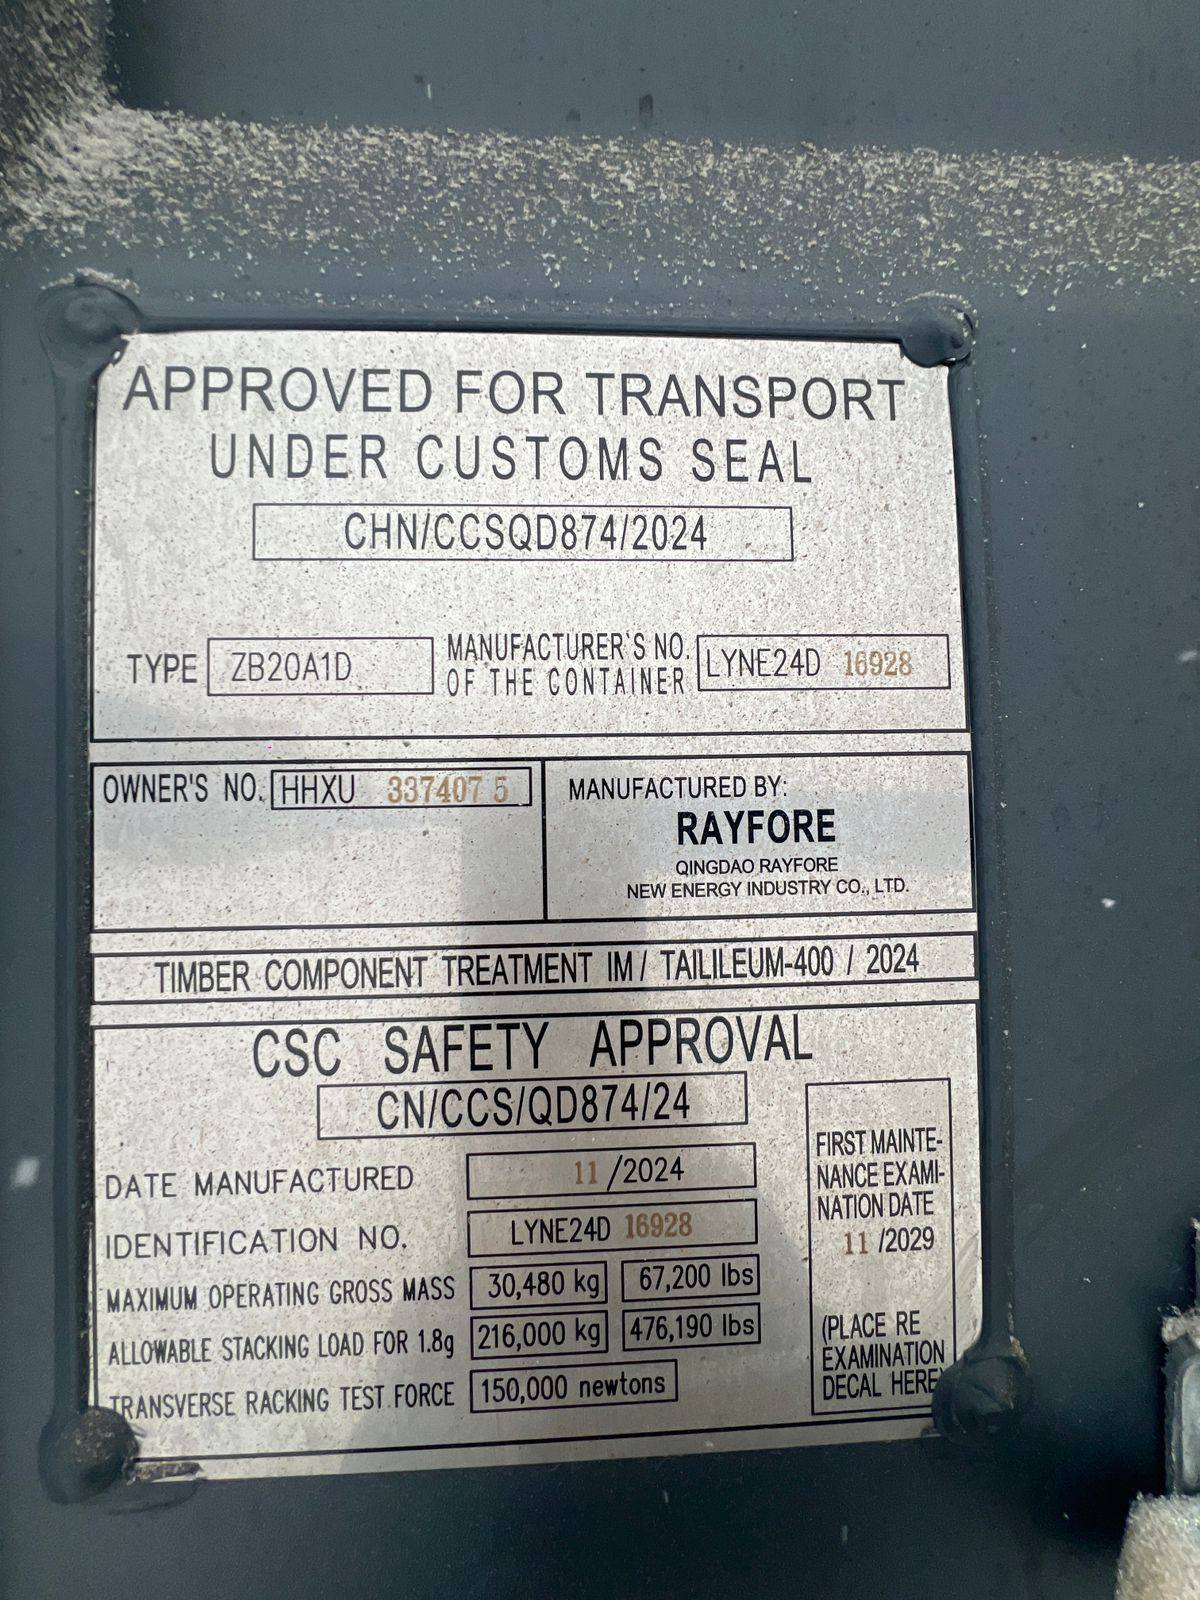 APPROVED FOR TRANSPORT
UNDER CUSTOMS SEAL
CHN/CCSQD874/2024
TYPE ZB20A1D
MANUFACTURER'S NO.
OF THE CONTAINER
LYNE24D 16928
OWNER'S NO. HHXU 337407 5
MANUFACTURED BY:
RAYFORE
QINGDAO RAYFORE
NEW ENERGY INDUSTRY CO., LTD.
TIMBER COMPONENT TREATMENT IM / TAILILEUM-400 / 2024
CSC SAFETY APPROVAL
CN/CCS/QD874/24
DATE MANUFACTURED 11 /2024
IDENTIFICATION NO. LYNE24D 16928
MAXIMUM OPERATING GROSS MASS 30,480 kg 67,200 lbs
ALLOWABLE STACKING LOAD FOR 1.8g 216,000 kg 476,190 lbs
TRANSVERSE RACKING TEST FORCE 150,000 newtons
FIRST MAINTE-
NANCE EXAMI-
NATION DATE
11 /2029
(PLACE RE
EXAMINATION
DECAL HERE)